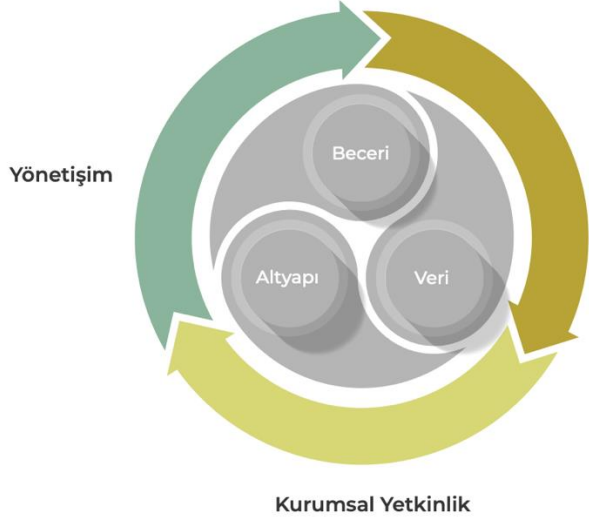 Beceri
Yönetişim
Altyapı
Veri
Kurumsal Yetkinlik